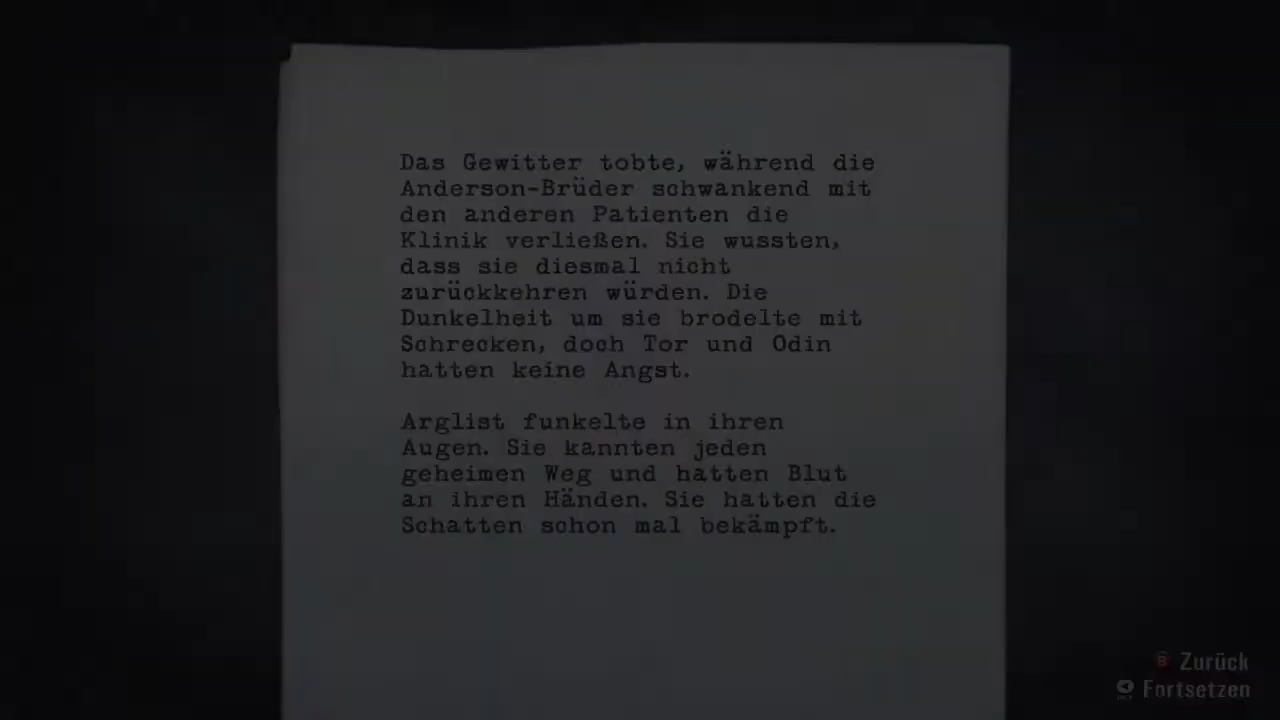 Das Gewitter tobte, während die
Anderson-Brüder schwankend mit
den anderen Patienten die
Klinik verließen. Sie wussten,
dass sie diesmal nicht
zurückkehren würden. Die
Dunkelheit um sie brodelte mit
Schrecken, doch Tor und Odin
hatten keine Angst.
Arglist funkelte in ihren
Augen. Sie kannten jeden
geheimen Weg und hatten Blut
an ihren Händen. Sie hatten die
Schatten schon mal bekämpft.
B Zurück
Fortsetzen